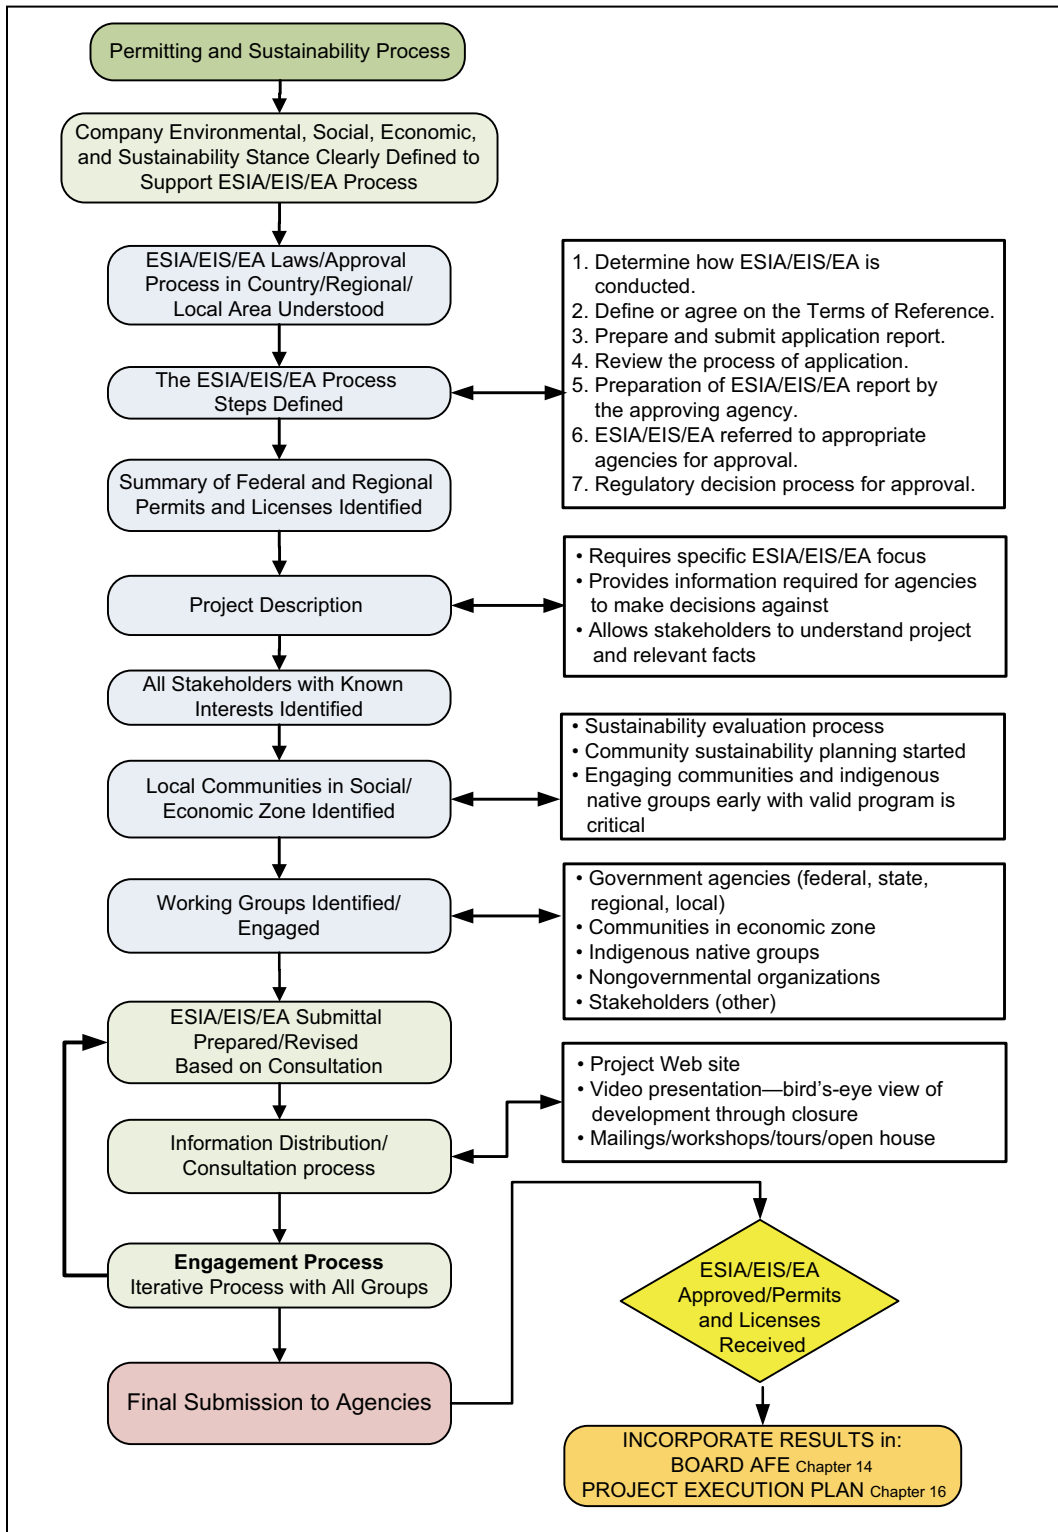 Permitting and Sustainability Process
Company Environmental, Social, Economic,
and Sustainability Stance Clearly Defined to
Support ESIA/EIS/EA Process
ESIA/EIS/EA Laws/Approval
Process in Country/Regional/
Local Area Understood
The ESIA/EIS/EA Process
Steps Defined
1. Determine how ESIA/EIS/EA is
conducted.
2. Define or agree on the Terms of Reference.
3. Prepare and submit application report.
4. Review the process of application.
5. Preparation of ESIA/EIS/EA report by
the approving agency.
6. ESIA/EIS/EA referred to appropriate
agencies for approval.
7. Regulatory decision process for approval.
Summary of Federal and Regional
Permits and Licenses Identified
Project Description
• Requires specific ESIA/EIS/EA focus
• Provides information required for agencies
to make decisions against
• Allows stakeholders to understand project
and relevant facts
All Stakeholders with Known
Interests Identified
Local Communities in Social/
Economic Zone Identified
• Sustainability evaluation process
• Community sustainability planning started
• Engaging communities and indigenous
native groups early with valid program is
critical
Working Groups Identified/
Engaged
• Government agencies (federal, state,
regional, local)
• Communities in economic zone
• Indigenous native groups
• Nongovernmental organizations
• Stakeholders (other)
ESIA/EIS/EA Submittal
Prepared/Revised
Based on Consultation
Information Distribution/
Consultation process
• Project Web site
• Video presentation—bird's-eye view of
development through closure
• Mailings/workshops/tours/open house
Engagement Process
Iterative Process with All Groups
Final Submission to Agencies
ESIA/EIS/EA
Approved/Permits
and Licenses
Received
INCORPORATE RESULTS in:
BOARD AFE Chapter 14
PROJECT EXECUTION PLAN Chapter 16